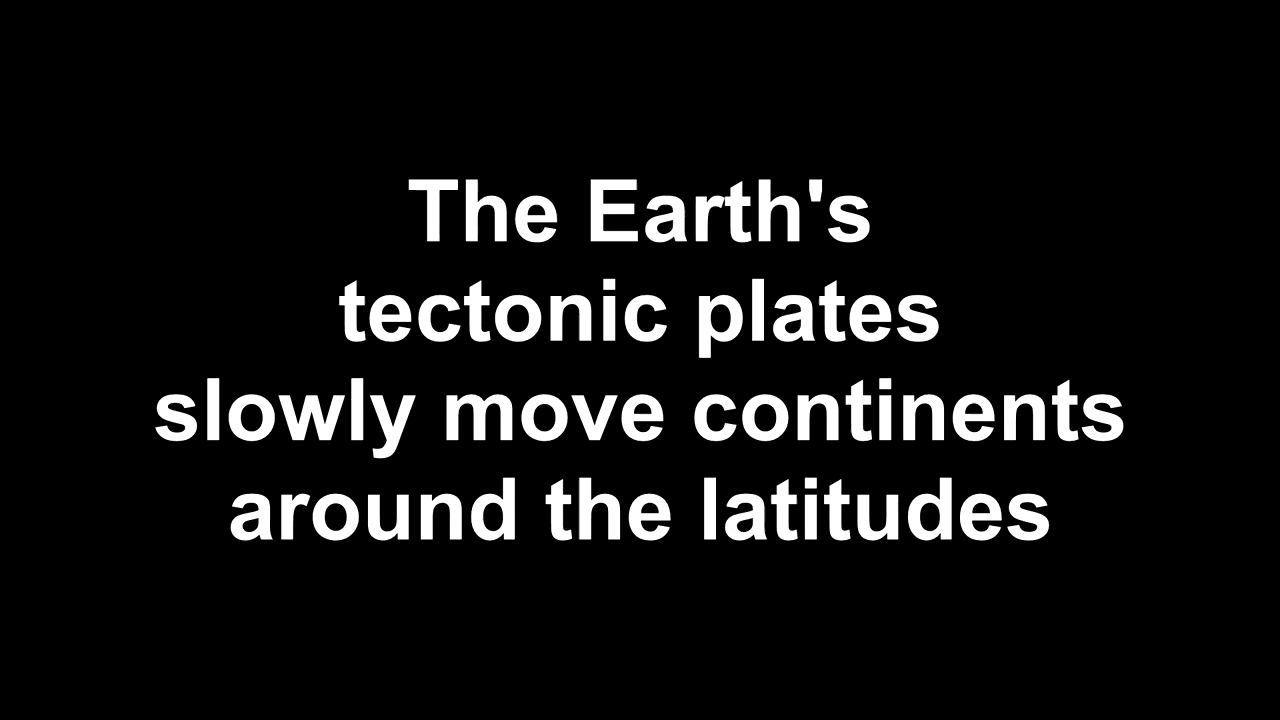 The Earth's
tectonic plates
slowly move continents
around the latitudes